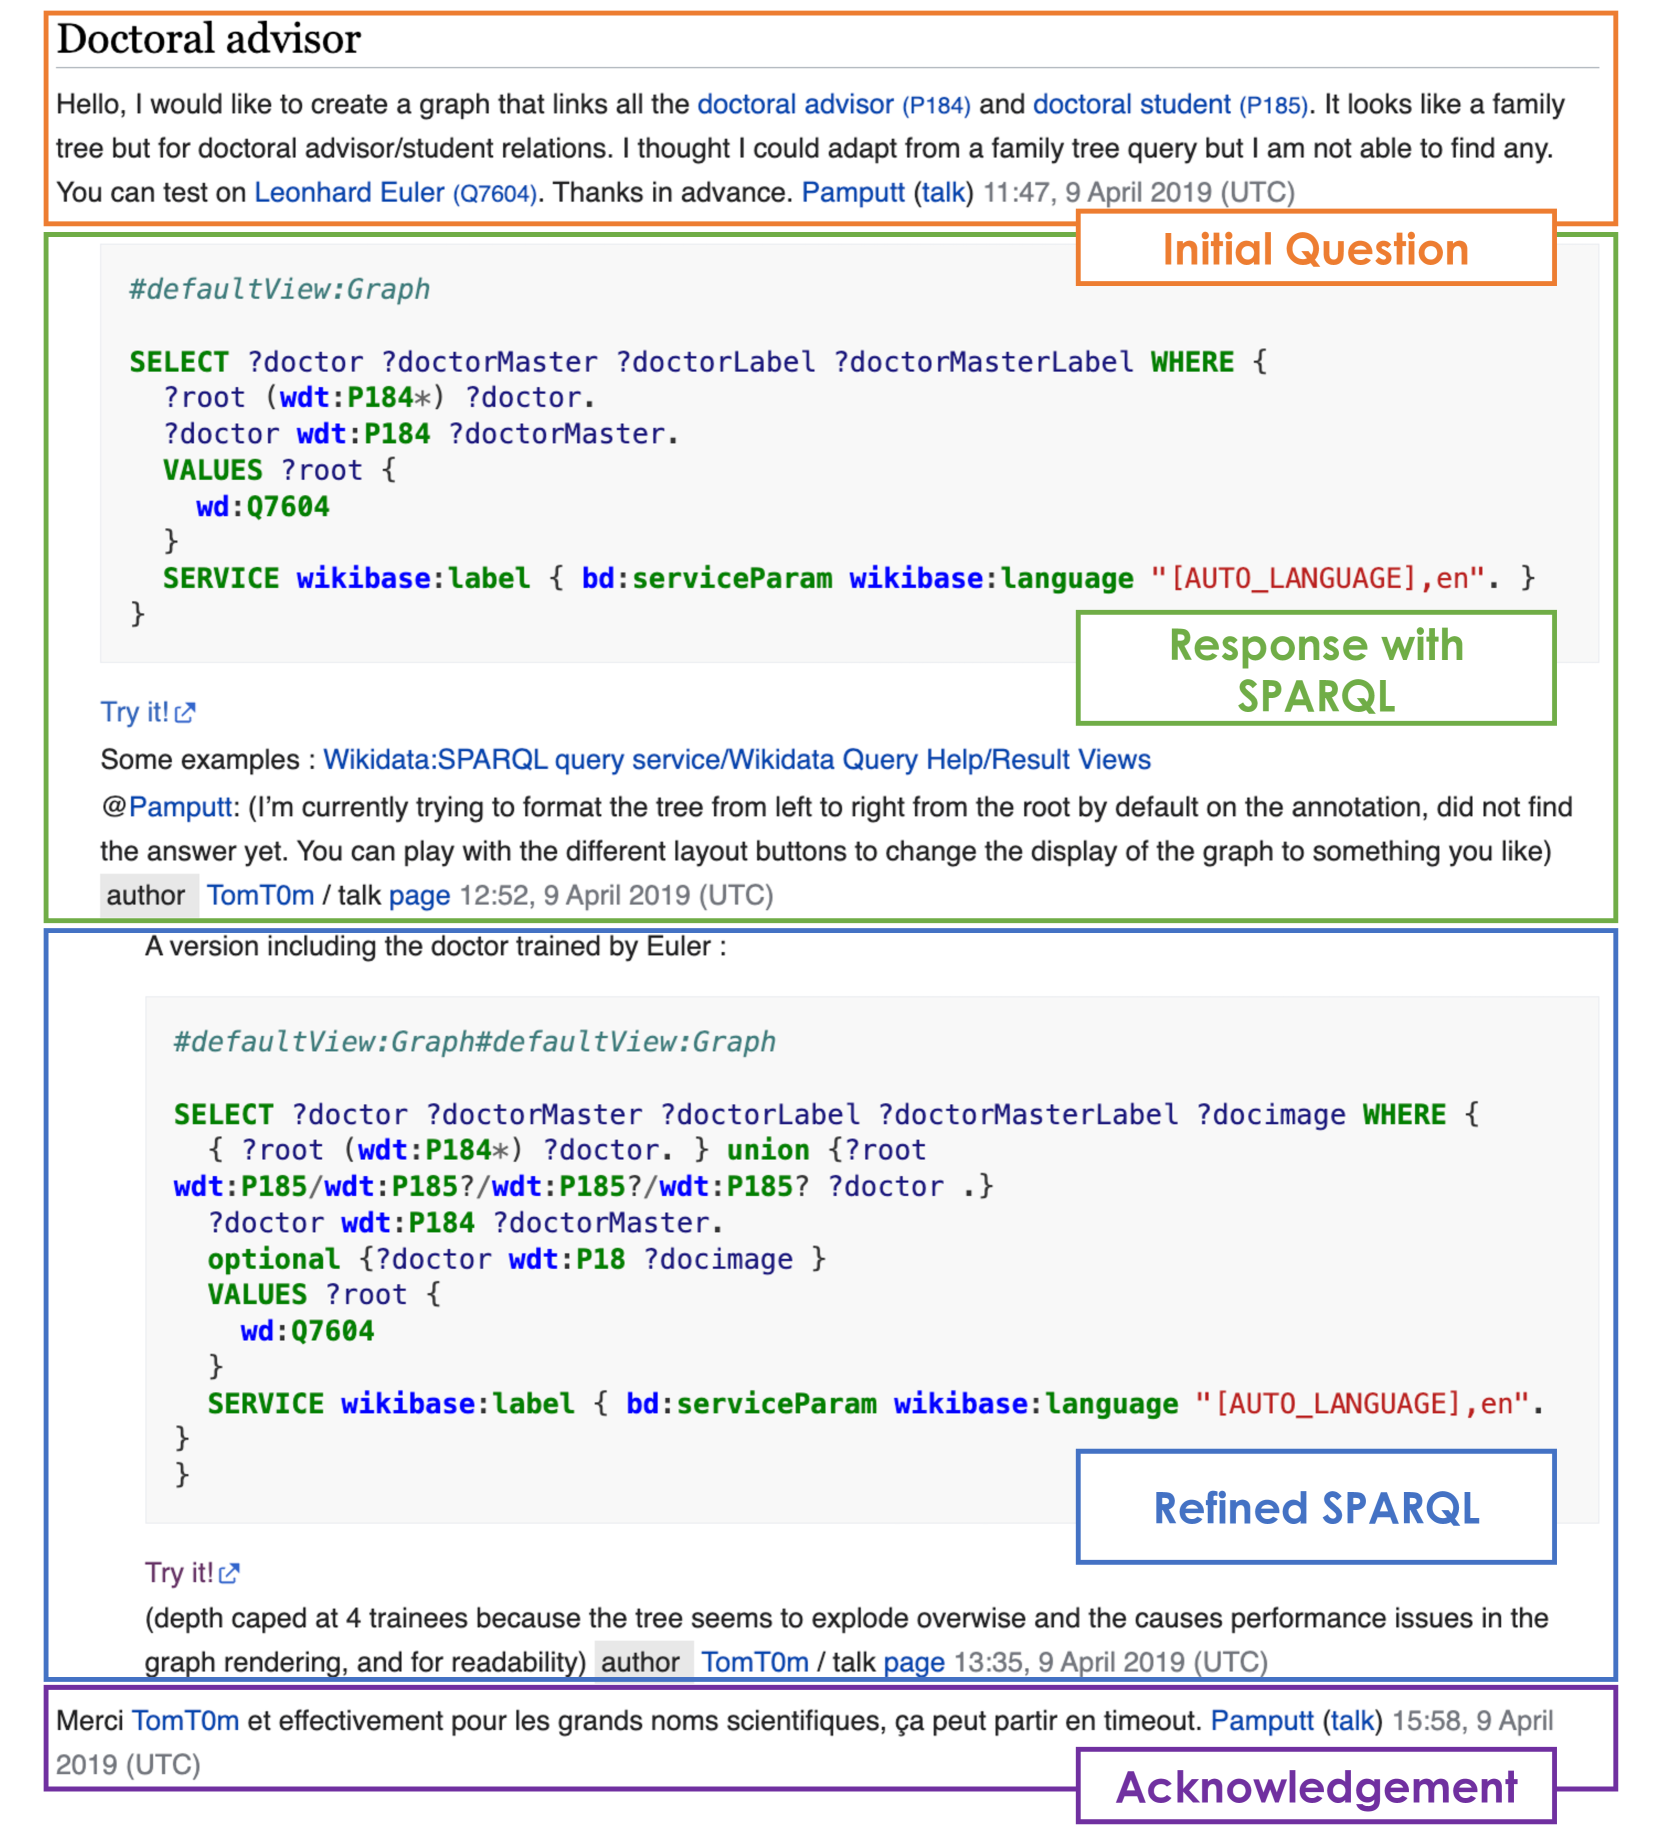 Doctoral advisor
Hello, I would like to create a graph that links all the doctoral advisor (P184) and doctoral student (P185). It looks like a family
tree but for doctoral advisor/student relations. I thought I could adapt from a family tree query but I am not able to find any.
You can test on Leonhard Euler (Q7604). Thanks in advance. Pamputt (talk) 11:47, 9 April 2019 (UTC)
Initial Question
#defaultView:Graph
SELECT ?doctor ?doctorMaster ?doctorLabel ?doctorMasterLabel WHERE {
?root (wdt:P184*) ?doctor.
?doctor wdt:P184 ?doctorMaster.
VALUES ?root {
wd:Q7604
}
SERVICE wikibase:label { bd:serviceParam wikibase:language "[AUTO_LANGUAGE],en". }
}
Response with
SPARQL
Try it!
Some examples : Wikidata:SPARQL query service/Wikidata Query Help/Result Views
@Pamputt: (I'm currently trying to format the tree from left to right from the root by default on the annotation, did not find
the answer yet. You can play with the different layout buttons to change the display of the graph to something you like)
author TomT0m / talk page 12:52, 9 April 2019 (UTC)
A version including the doctor trained by Euler :
#defaultView:Graph#defaultView:Graph
SELECT ?doctor ?doctorMaster ?doctorLabel ?doctorMasterLabel ?docimage WHERE {
{ ?root (wdt:P184*) ?doctor. } union {?root
wdt:P185/wdt:P185?/wdt:P185?/wdt:P185? ?doctor .}
?doctor wdt:P184 ?doctorMaster.
optional {?doctor wdt:P18 ?docimage }
VALUES ?root {
wd:Q7604
}
SERVICE wikibase:label { bd:serviceParam wikibase:language "[AUTO_LANGUAGE],en".
}
}
Refined SPARQL
Try it!
(depth caped at 4 trainees because the tree seems to explode overwise and the causes performance issues in the
graph rendering, and for readability) author TomT0m / talk page 13:35, 9 April 2019 (UTC)
Merci TomT0m et effectivement pour les grands noms scientifiques, ça peut partir en timeout. Pamputt (talk) 15:58, 9 April
2019 (UTC)
Acknowledgement